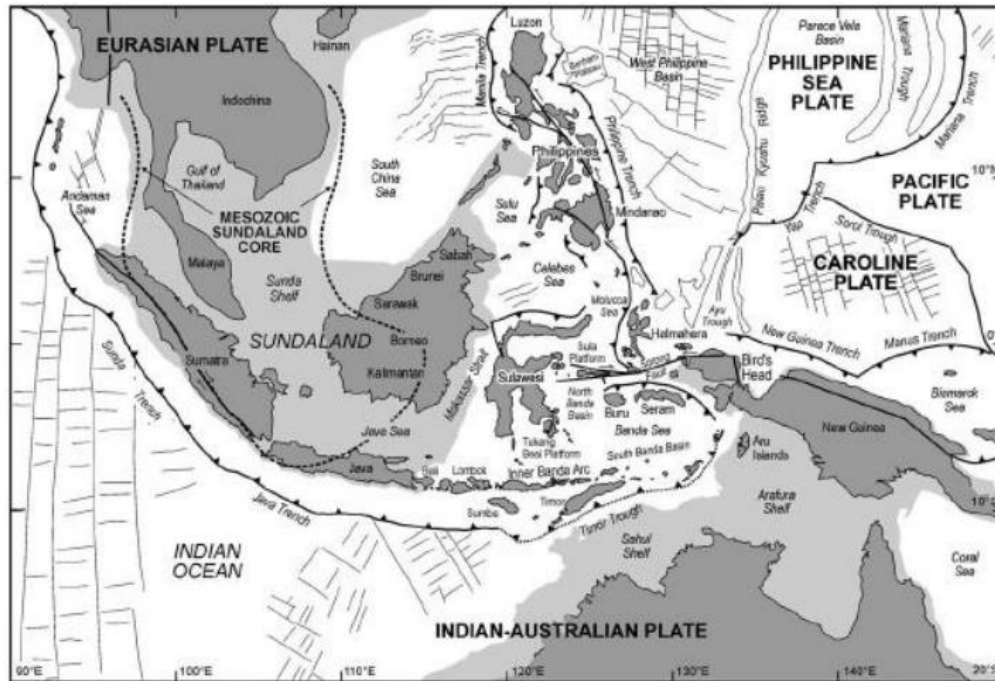 EURASIAN PLATE
Hainan
Luzon
Parece Vela
Basin
Mariana
Trough
PHILIPPINE
SEA
PLATE
Manila Trench
Benham
Plateau
West Philippine
Basin
Indochina
Philippine Trench
Palau Kyushu Ridge
Mariana Trench
Philippines
10°N
Gulf of
Thailand
South
China
Sea
PACIFIC
PLATE
Andaman
Sea
MESOZOIC
SUNDALAND
CORE
Sulu
Sea
Mindanao
Yap Trench
Sorol Trough
Malaya
Sunda
Shelf
Sabah
Brunei
Celebes
Sea
CAROLINE
PLATE
Sarawak
Molucca
Sea
Ayu
Trough
SUNDALAND
Borneo
Halmahera
New Guinea Trench
Manus Trench
0°
Sumatra
Kalimantan
Makassar Strait
Sula
Platform
Sorong
Fault
Bird's
Head
Sulawesi
North
Banda
Basin
Bismarck
Sea
Sunda
Trench
Buru
Seram
Java Sea
Banda Sea
New Guinea
Tukang
Besi Platform
South Banda Basin
Aru
Islands
Java
Bali
Lombok
Inner Banda Arc
Java Trench
Sumba
Timor
Timor Trough
Arafura
Shelf
Sahul
Shelf
INDIAN
OCEAN
Coral
Sea
INDIAN-AUSTRALIAN PLATE
90°E
100°E
110°E
120°E
130°E
140°E